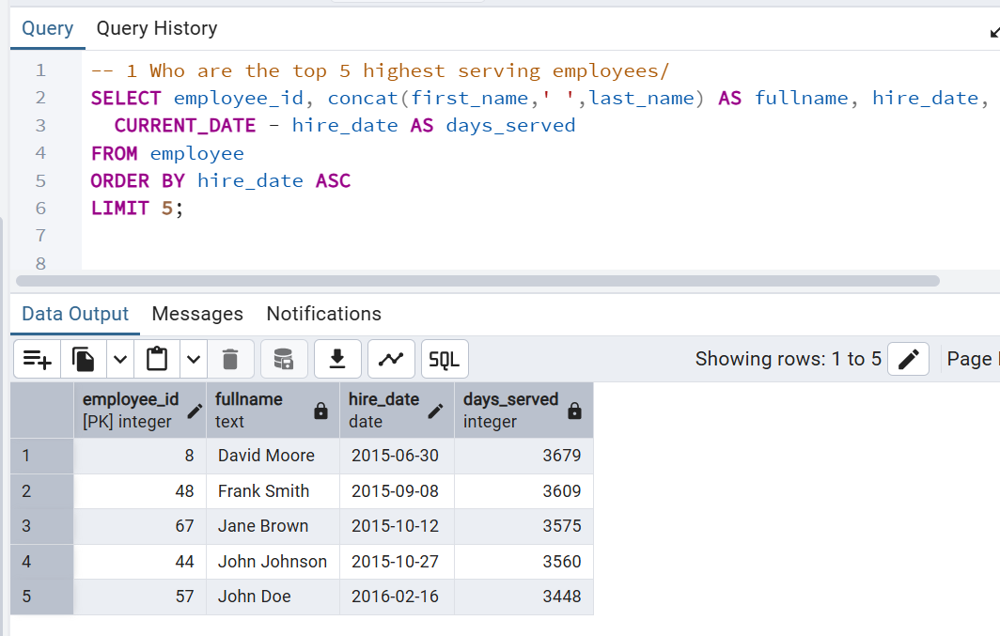 Query Query History
1 -- 1 Who are the top 5 highest serving employees/
2 SELECT employee_id, concat(first_name,' ',last_name) AS fullname, hire_date,
3 CURRENT_DATE - hire_date AS days_served
4 FROM employee
5 ORDER BY hire_date ASC
6 LIMIT 5;
7
8
Data Output Messages Notifications
SQL Showing rows: 1 to 5 Page
employee_id fullname hire_date days_served
[PK] integer text date integer
1 8 David Moore 2015-06-30 3679
2 48 Frank Smith 2015-09-08 3609
3 67 Jane Brown 2015-10-12 3575
4 44 John Johnson 2015-10-27 3560
5 57 John Doe 2016-02-16 3448